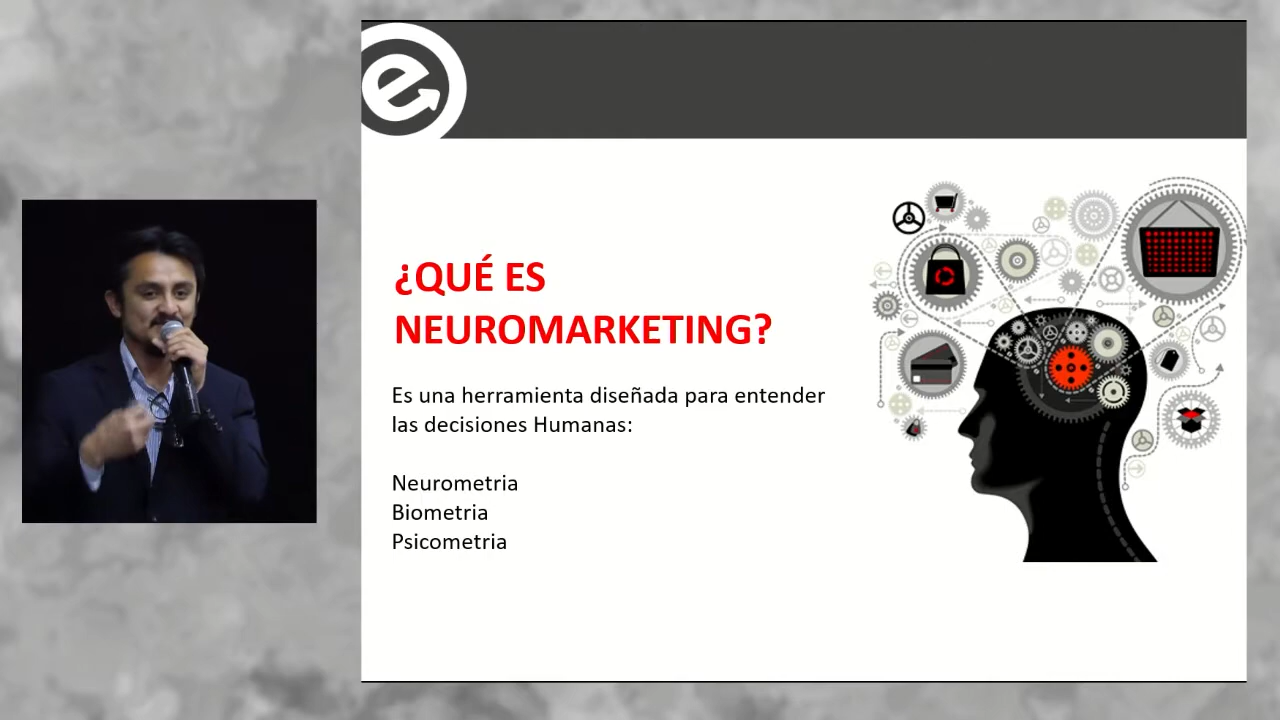 e
¿QUÉ ES
NEUROMARKETING?
Es una herramienta diseñada para entender
las decisiones Humanas:
Neurometria
Biometria
Psicometria